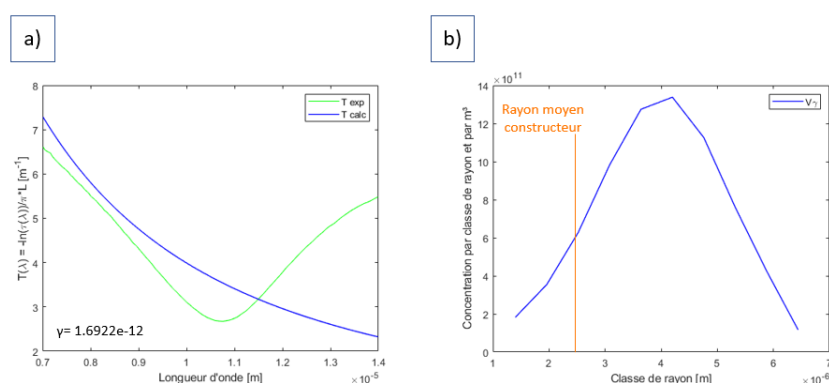 a)
8
7
6
5
4
3
2
T(λ) = -ln(τ(λ))/π*L [m⁻¹]
T exp
T calc
γ= 1.6922e-12
0.7 0.8 0.9 1 1.1 1.2 1.3 1.4
Longueur d'onde [m]
×10⁻⁵
b)
×10¹¹
14
12
10
8
6
4
2
0
Concentration par classe de rayon et par m³
Rayon moyen
constructeur
Vγ
1 2 3 4 5 6 7
Classe de rayon [m]
×10⁻⁶